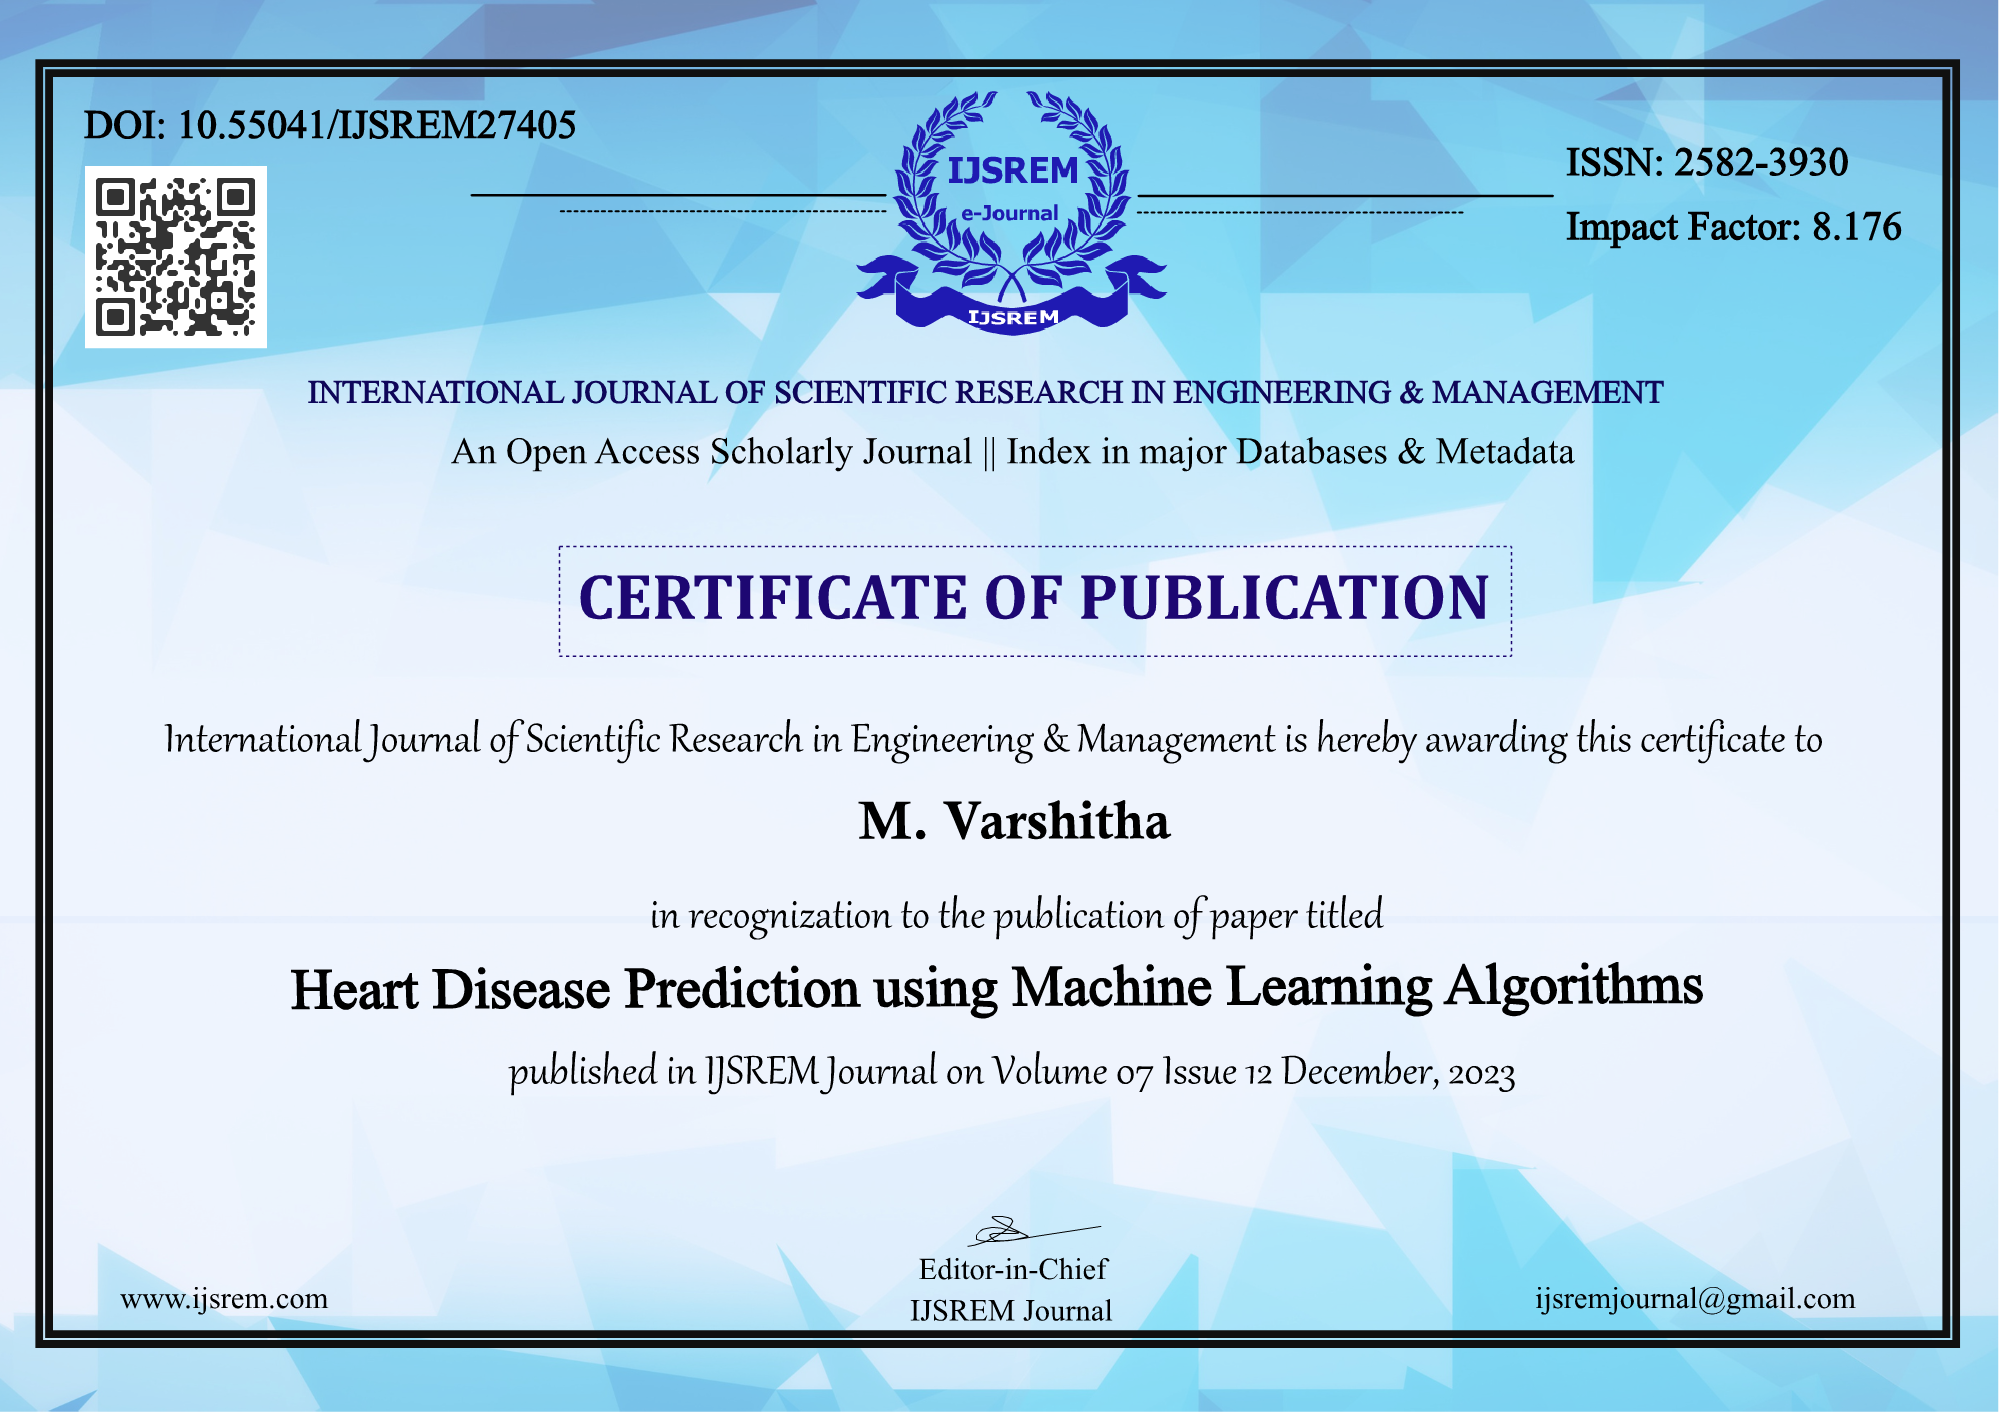 DOI: 10.55041/IJSREM27405
ISSN: 2582-3930
Impact Factor: 8.176
IJSREM
e-Journal
IJSREM
INTERNATIONAL JOURNAL OF SCIENTIFIC RESEARCH IN ENGINEERING & MANAGEMENT
An Open Access Scholarly Journal || Index in major Databases & Metadata
CERTIFICATE OF PUBLICATION
International Journal of Scientific Research in Engineering & Management is hereby awarding this certificate to
M. Varshitha
in recognization to the publication of paper titled
Heart Disease Prediction using Machine Learning Algorithms
published in IJSREM Journal on Volume 07 Issue 12 December, 2023
Editor-in-Chief
IJSREM Journal
www.ijsrem.com
ijsremjournal@gmail.com